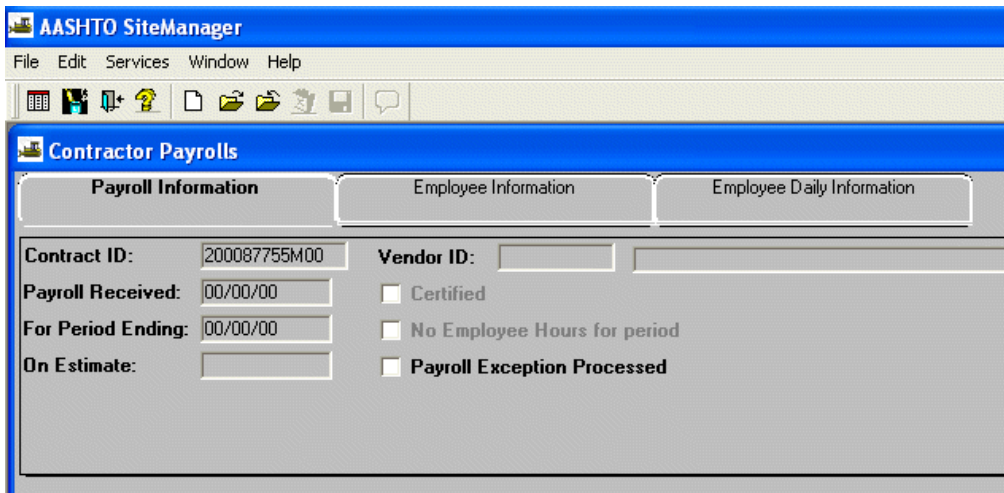 AASHTO SiteManager
File Edit Services Window Help
Contractor Payrolls
Payroll Information Employee Information Employee Daily Information
Contract ID: 200087755M00 Vendor ID:
Payroll Received: 00/00/00 Certified
For Period Ending: 00/00/00 No Employee Hours for period
On Estimate: Payroll Exception Processed